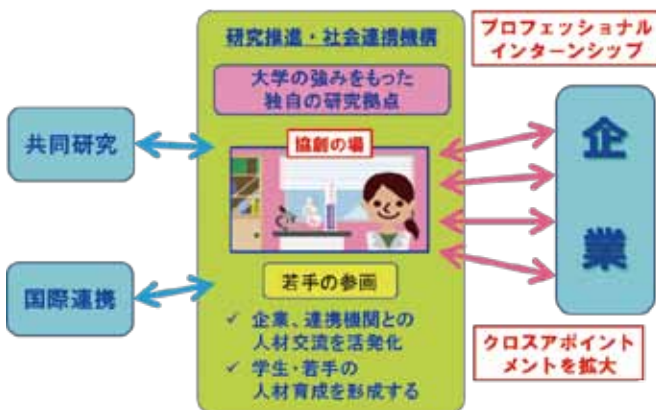 研究推進・社会連携機構
大学の強みをもった
独自の研究拠点
協創の場
若手の参画
✓ 企業、連携機関との
人材交流を活発化
✓ 学生・若手の
人材育成を形成する
共同研究
国際連携
プロフェッショナル
インターンシップ
企
業
クロスアポイント
メントを拡大